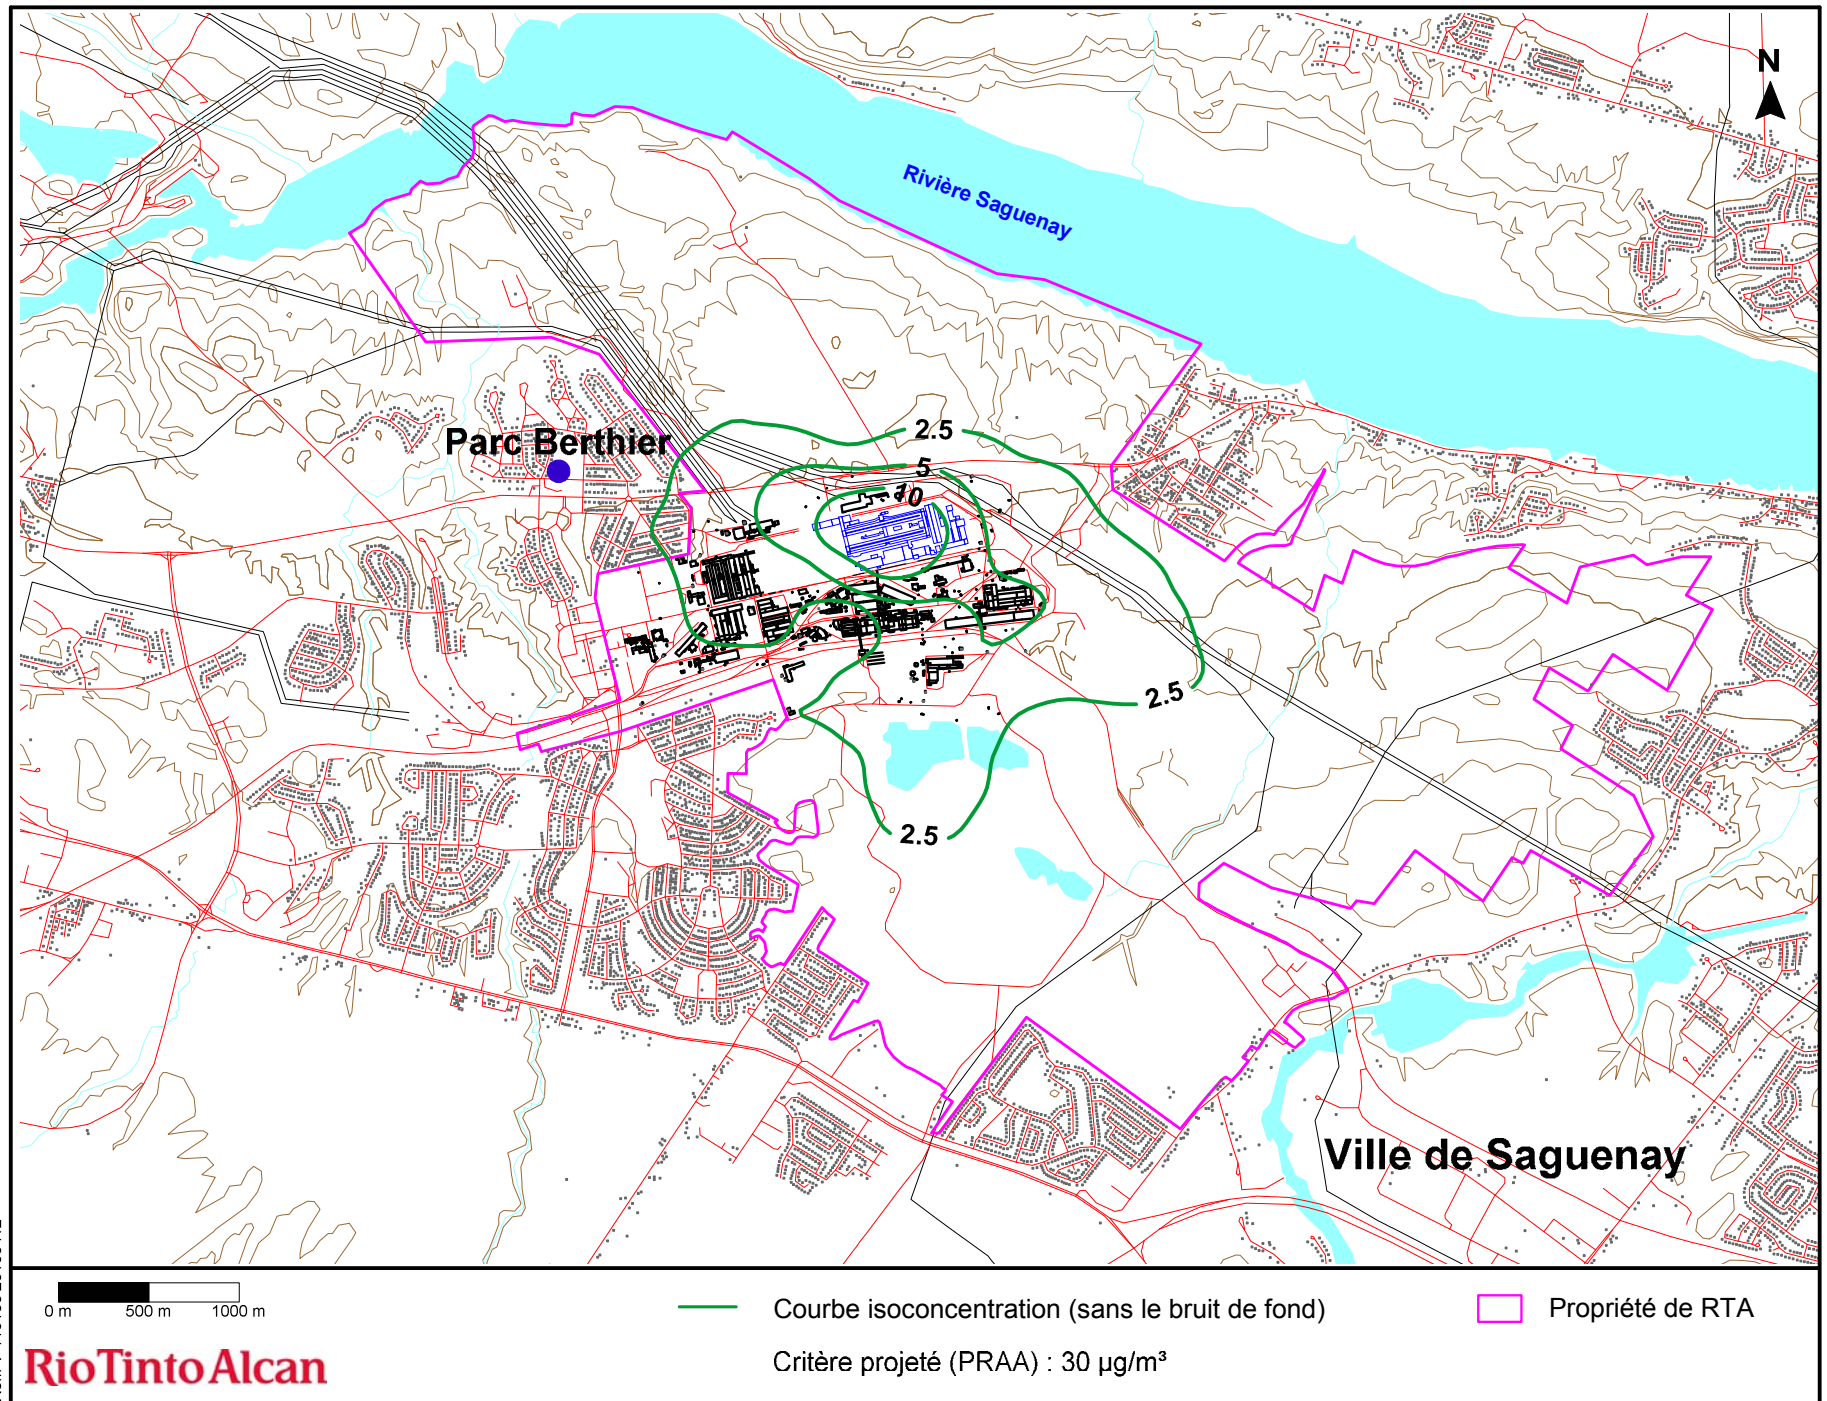 N
Rivière Saguenay
2.5
Parc Berthier
5
10
2.5
2.5
Ville de Saguenay
0 m
500 m
1000 m
Courbe isoconcentration (sans le bruit de fond)
Propriété de RTA
Critère projeté (PRAA) : 30 µg/m³
RioTintoAlcan